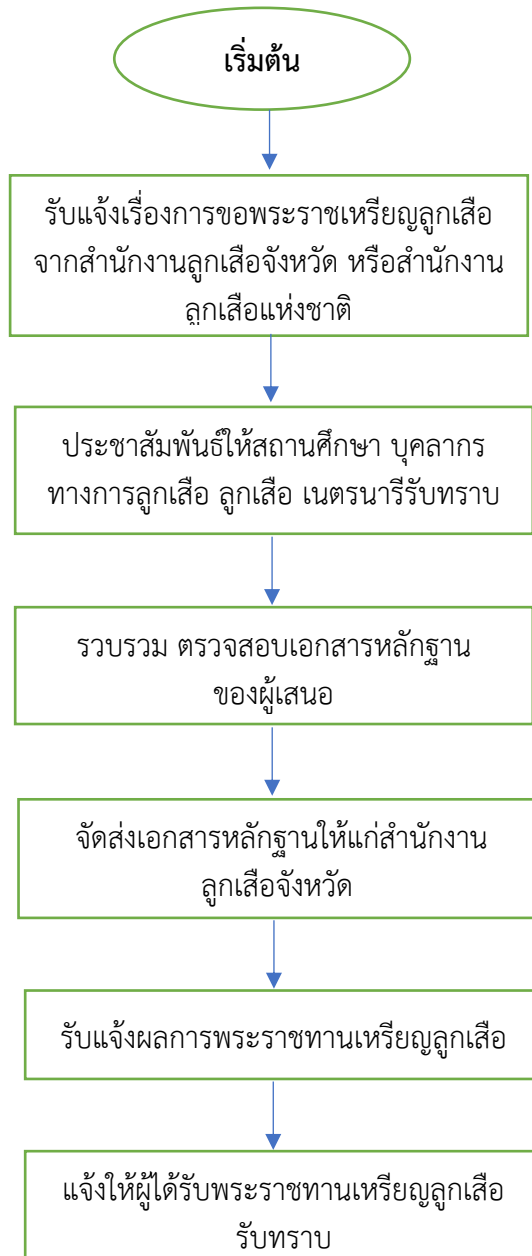 เริ่มต้น
รับแจ้งเรื่องการขอพระราชเหรียญลูกเสือ
จากสำนักงานลูกเสือจังหวัด หรือสำนักงาน
ลูกเสือแห่งชาติ
ประชาสัมพันธ์ให้สถานศึกษา บุคลากร
ทางการลูกเสือ ลูกเสือ เนตรนารีรับทราบ
รวบรวม ตรวจสอบเอกสารหลักฐาน
ของผู้เสนอ
จัดส่งเอกสารหลักฐานให้แก่สำนักงาน
ลูกเสือจังหวัด
รับแจ้งผลการพระราชทานเหรียญลูกเสือ
แจ้งให้ผู้ได้รับพระราชทานเหรียญลูกเสือ
รับทราบ